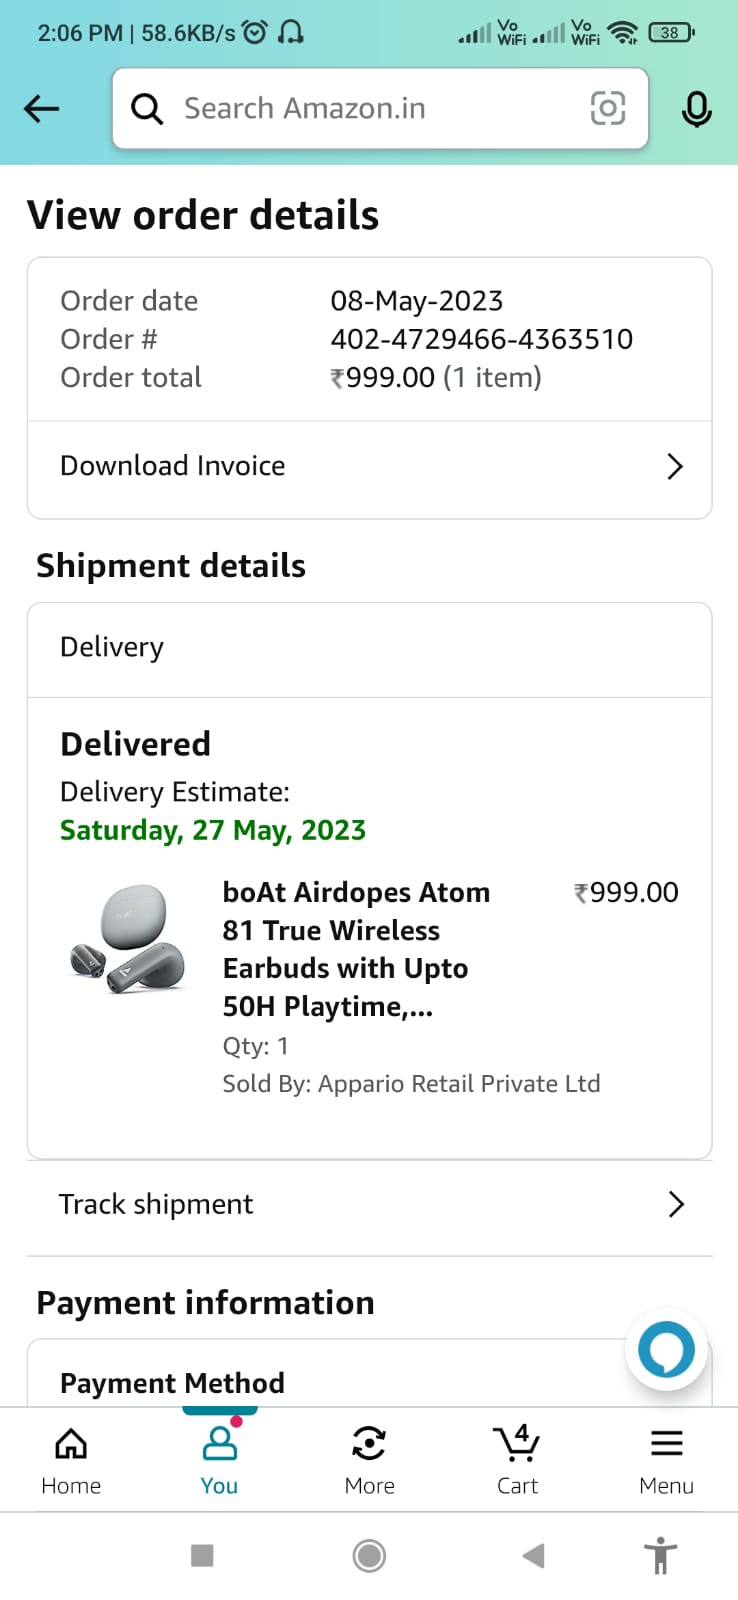 2:06 PM | 58.6KB/s
Vo WiFi
Vo WiFi
38
Search Amazon.in
View order details
Order date 08-May-2023
Order # 402-4729466-4363510
Order total ₹999.00 (1 item)
Download Invoice
Shipment details
Delivery
Delivered
Delivery Estimate:
Saturday, 27 May, 2023
boAt Airdopes Atom ₹999.00
81 True Wireless
Earbuds with Upto
50H Playtime,...
Qty: 1
Sold By: Appario Retail Private Ltd
Track shipment
Payment information
Payment Method
4
Home You More Cart Menu